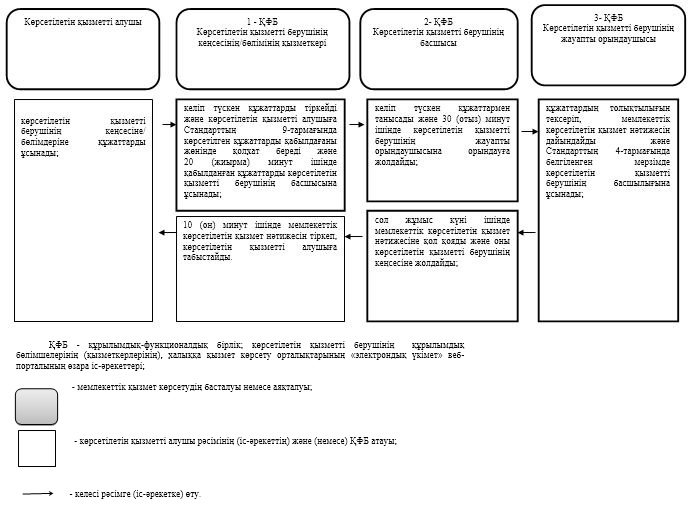 Көрсетілетін қызметті алушы
1 - ҚФБ
Көрсетілетін қызметті берушінің
кеңсесінің/бөлімінің қызметкері
2- ҚФБ
Көрсетілетін қызметті берушінің
басшысы
3- ҚФБ
Көрсетілетін қызметті берушінің
жауапты орындаушысы
көрсетілетін қызметті
берушінің кеңсесіне/
бөлімдеріне құжаттарды
ұсынады;
келіп түскен құжаттарды тіркейді
және көрсетілетін қызметті алушыға
Стандарттың 9-тармағында
көрсетілген құжаттарды қабылдағаны
жөнінде қолхат береді және
20 (жиырма) минут ішінде
қабылданған құжаттарды көрсетілетін
қызметті берушінің басшысына
ұсынады;
келіп түскен құжаттармен
танысады және 30 (отыз) минут
ішінде көрсетілетін қызметті
берушінің жауапты
орындаушысына орындауға
жолдайды;
құжаттардың толықтылығын
тексеріп, мемлекеттік
көрсетілетін қызмет нәтижесін
дайындайды және
Стандарттың 4-тармағында
белгіленген мерзімде
көрсетілетін қызметті
берушінің басшылығына
ұсынады;
10 (он) минут ішінде мемлекеттік
көрсетілетін қызмет нәтижесін тіркеп,
көрсетілетін қызметті алушыға
табыстайды.
сол жұмыс күні ішінде
мемлекеттік көрсетілетін қызмет
нәтижесіне қол қояды және оны
көрсетілетін қызметті берушінің
кеңсесіне жолдайды;
ҚФБ - құрылымдық-функционалдық бірлік; көрсетілетін қызметті берушінің құрылымдық
бөлімшелерінің (қызметкерлерінің), халыққа қызмет көрсету орталықтарының «электрондық үкімет» веб-
порталының өзара іс-әрекеттері;
- мемлекеттік қызмет көрсетудің басталуы немесе аяқталуы;
- көрсетілетін қызметті алушы рәсімінің (іс-әрекеттің) және (немесе) ҚФБ атауы;
- келесі рәсімге (іс-әрекетке) өту.